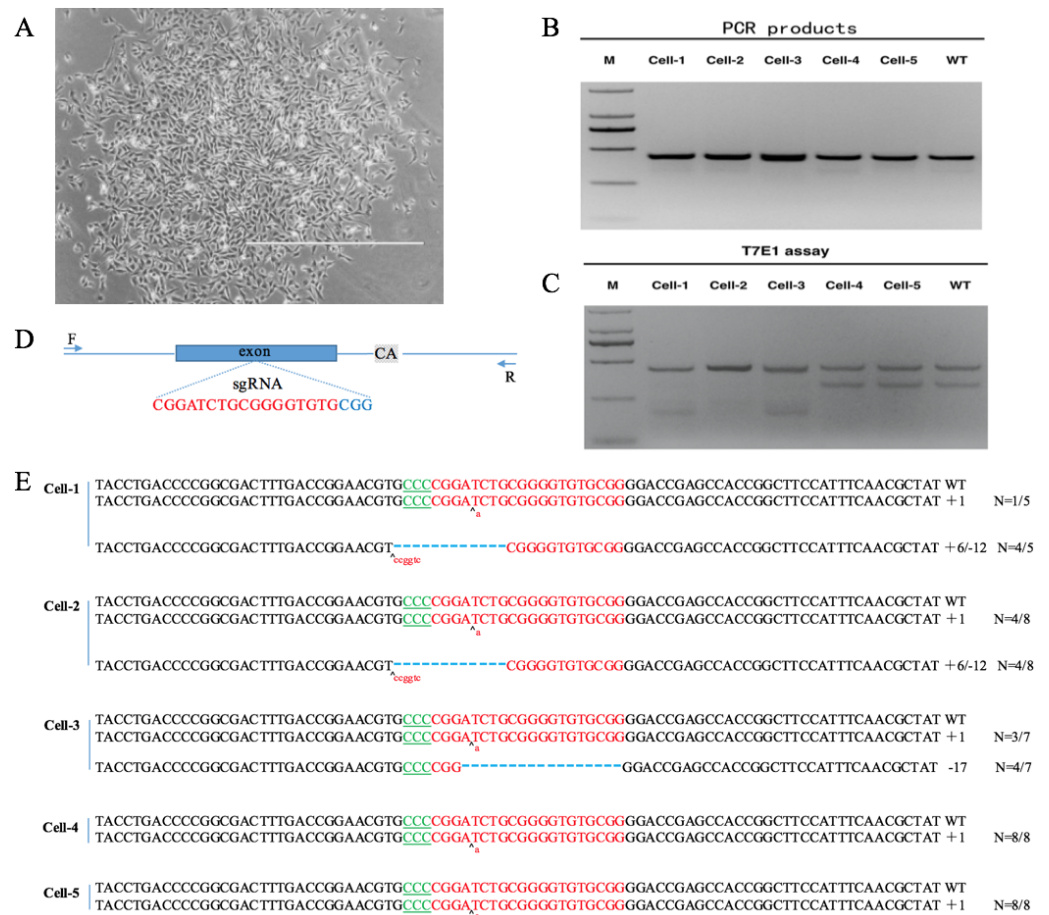 A
B
PCR products
M Cell-1 Cell-2 Cell-3 Cell-4 Cell-5 WT
C
T7E1 assay
M Cell-1 Cell-2 Cell-3 Cell-4 Cell-5 WT
D
F
exon
CA
R
sgRNA
CGGATCTGCGGGGTGTGCGG
E
Cell-1
TACCTGACCCCGGCGACTTTGACCGGAACGTGCCCCGGATCTGCGGGGTGTGCGGGGACCGAGCCACCGGCTTCCATTTCAACGCTAT WT
TACCTGACCCCGGCGACTTTGACCGGAACGTGCCCCGGATCTGCGGGGTGTGCGGGGACCGAGCCACCGGCTTCCATTTCAACGCTAT +1 N=1/5
^a
TACCTGACCCCGGCGACTTTGACCGGAACGT------------CGGGGTGTGCGGGGACCGAGCCACCGGCTTCCATTTCAACGCTAT +6/-12 N=4/5
^ccggtc
Cell-2
TACCTGACCCCGGCGACTTTGACCGGAACGTGCCCCGGATCTGCGGGGTGTGCGGGGACCGAGCCACCGGCTTCCATTTCAACGCTAT WT
TACCTGACCCCGGCGACTTTGACCGGAACGTGCCCCGGATCTGCGGGGTGTGCGGGGACCGAGCCACCGGCTTCCATTTCAACGCTAT +1 N=4/8
^a
TACCTGACCCCGGCGACTTTGACCGGAACGT------------CGGGGTGTGCGGGGACCGAGCCACCGGCTTCCATTTCAACGCTAT +6/-12 N=4/8
^ccggtc
Cell-3
TACCTGACCCCGGCGACTTTGACCGGAACGTGCCCCGGATCTGCGGGGTGTGCGGGGACCGAGCCACCGGCTTCCATTTCAACGCTAT WT
TACCTGACCCCGGCGACTTTGACCGGAACGTGCCCCGGATCTGCGGGGTGTGCGGGGACCGAGCCACCGGCTTCCATTTCAACGCTAT +1 N=3/7
^a
TACCTGACCCCGGCGACTTTGACCGGAACGTGCCCCGG-----------------GGACCGAGCCACCGGCTTCCATTTCAACGCTAT -17 N=4/7
Cell-4
TACCTGACCCCGGCGACTTTGACCGGAACGTGCCCCGGATCTGCGGGGTGTGCGGGGACCGAGCCACCGGCTTCCATTTCAACGCTAT WT
TACCTGACCCCGGCGACTTTGACCGGAACGTGCCCCGGATCTGCGGGGTGTGCGGGGACCGAGCCACCGGCTTCCATTTCAACGCTAT +1 N=8/8
^a
Cell-5
TACCTGACCCCGGCGACTTTGACCGGAACGTGCCCCGGATCTGCGGGGTGTGCGGGGACCGAGCCACCGGCTTCCATTTCAACGCTAT WT
TACCTGACCCCGGCGACTTTGACCGGAACGTGCCCCGGATCTGCGGGGTGTGCGGGGACCGAGCCACCGGCTTCCATTTCAACGCTAT +1 N=8/8